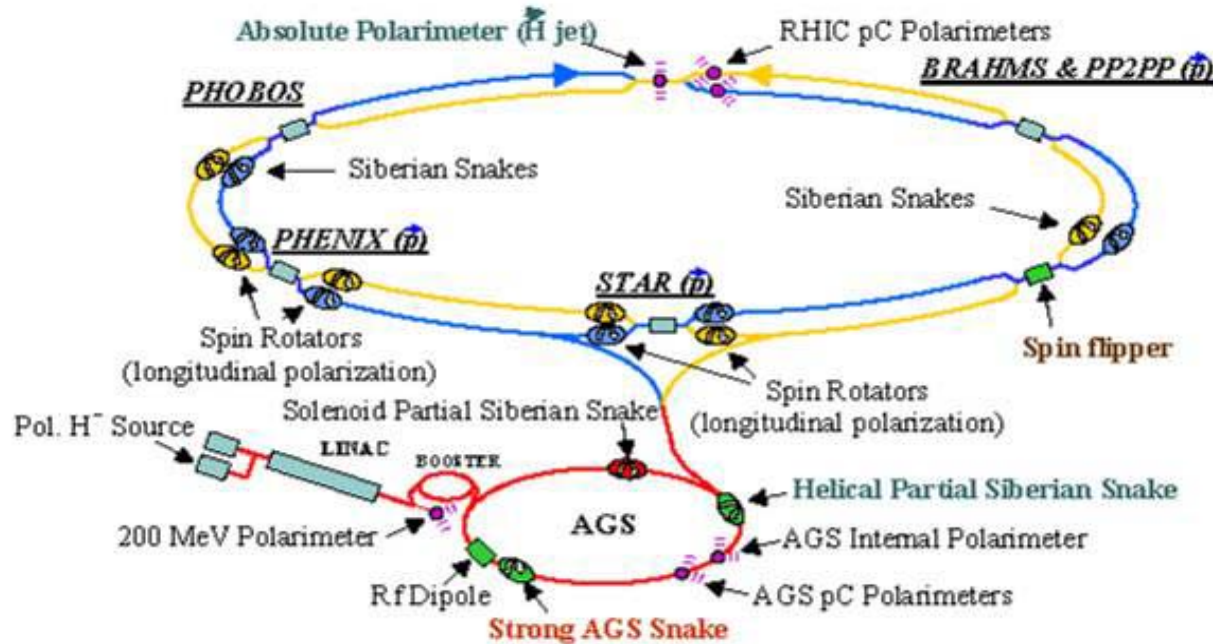 Absolute Polarimeter (H jet)
RHIC pC Polarimeters
BRAHMS & PP2PP (p)
PHOBOS
Siberian Snakes
Siberian Snakes
PHENIX (p)
STAR (p)
Spin Rotators
(longitudinal polarization)
Spin flipper
Spin Rotators
(longitudinal polarization)
Solenoid Partial Siberian Snake
Pol. H⁻ Source
LINAC
BOOSTER
Helical Partial Siberian Snake
AGS
200 MeV Polarimeter
AGS Internal Polarimeter
Rf Dipole
AGS pC Polarimeters
Strong AGS Snake